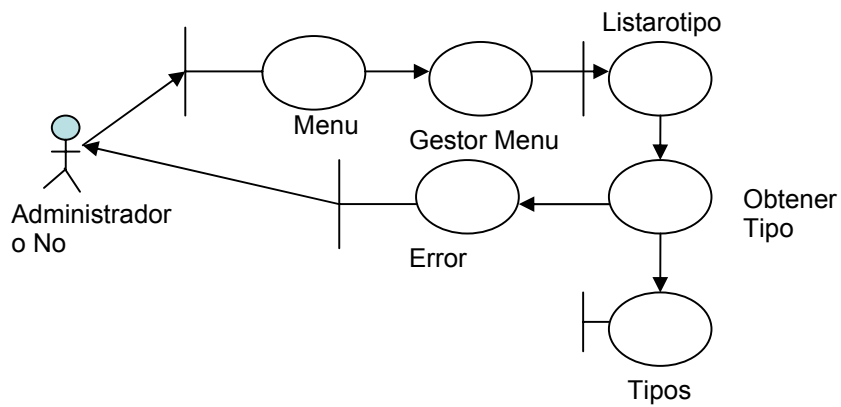 Listarotipo
Menu
Gestor Menu
Administrador
o No
Obtener
Tipo
Error
Tipos